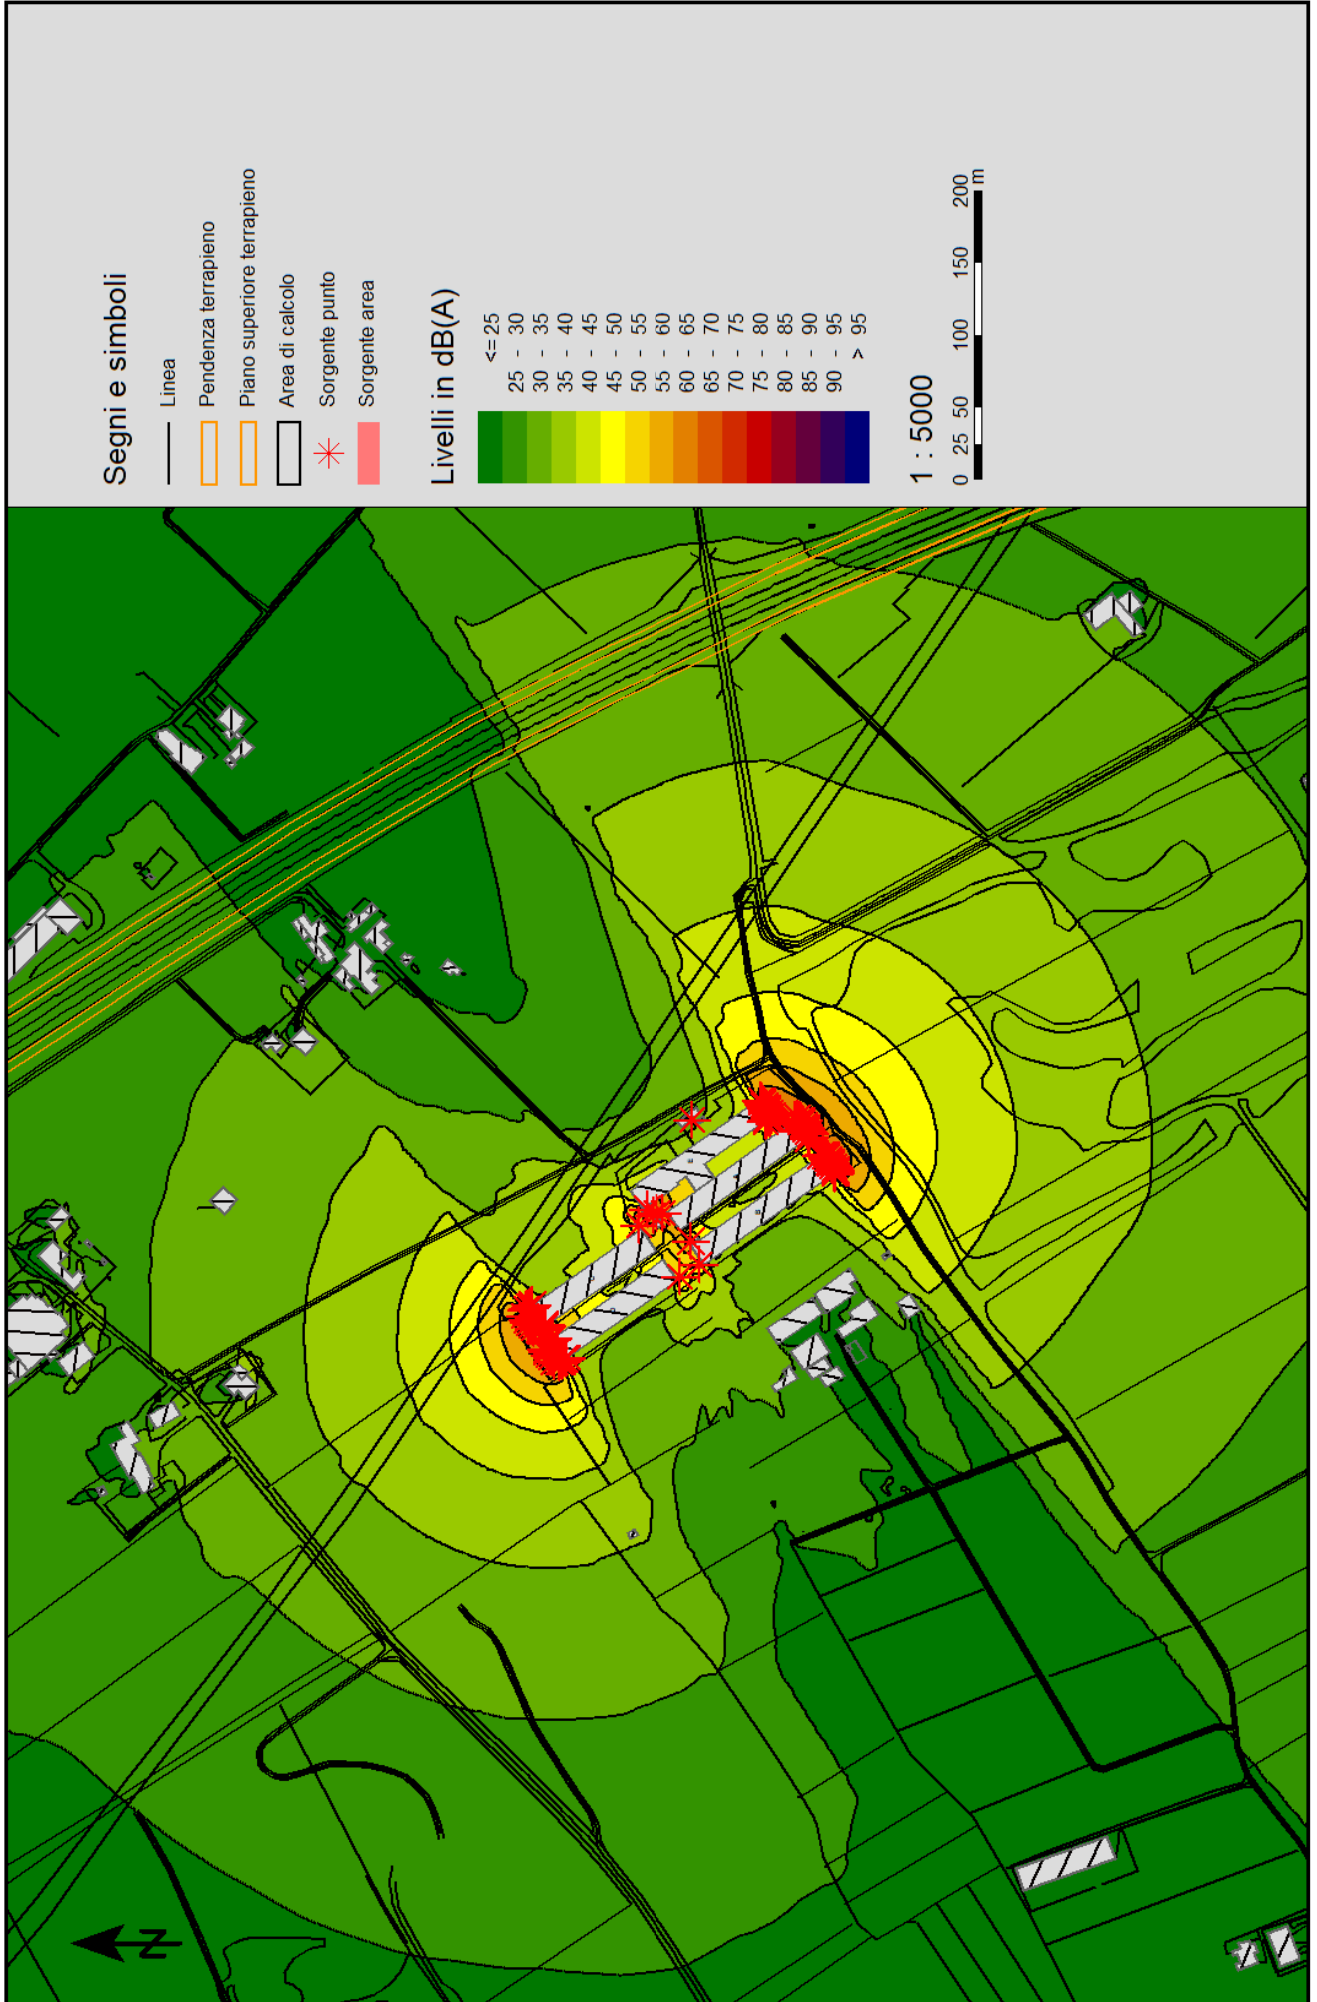 Segni e simboli
Linea
Pendenza terrapieno
Piano superiore terrapieno
Area di calcolo
Sorgente punto
Sorgente area
Livelli in dB(A)
<=25
25 - 30
30 - 35
35 - 40
40 - 45
45 - 50
50 - 55
55 - 60
60 - 65
65 - 70
70 - 75
75 - 80
80 - 85
85 - 90
90 - 95
> 95
1 : 5000
0 25 50 100 150 200
m
N